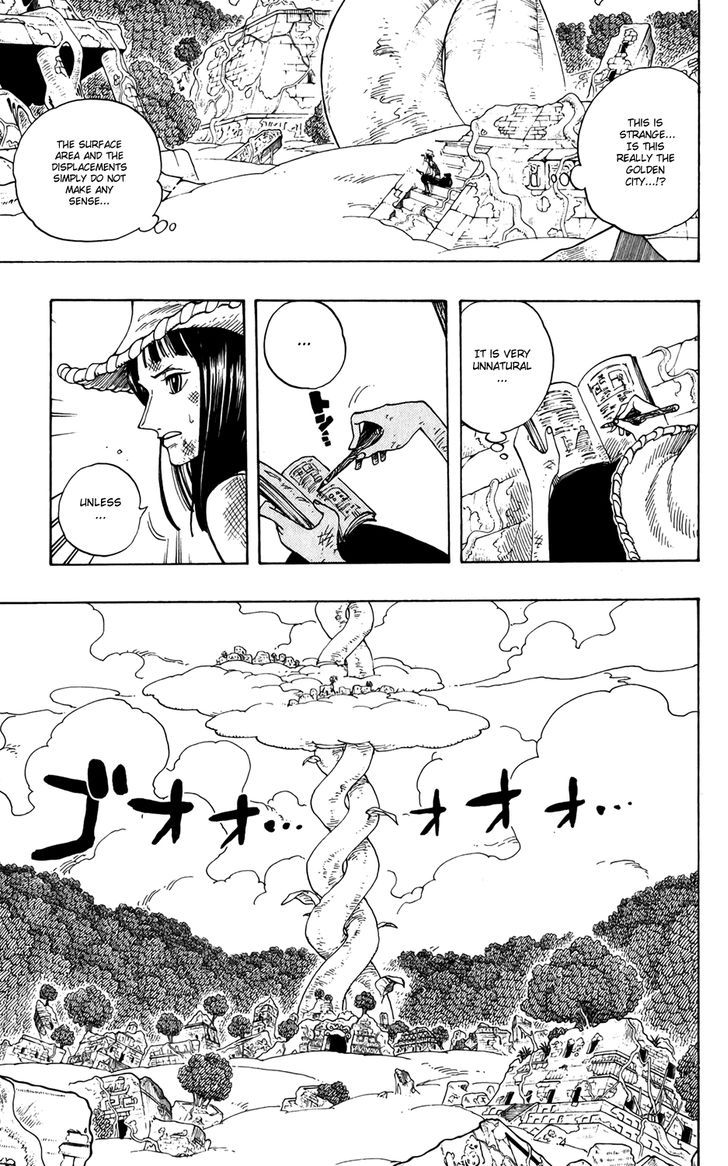 THIS IS
STRANGE...
IS THIS
REALLY THE
GOLDEN
CITY...!?
THE SURFACE
AREA AND THE
DISPLACEMENTS
SIMPLY DO NOT
MAKE ANY
SENSE...
IT IS VERY
UNNATURAL
...
...
トン!!
UNLESS
...
ゴオオ...
オオオ...